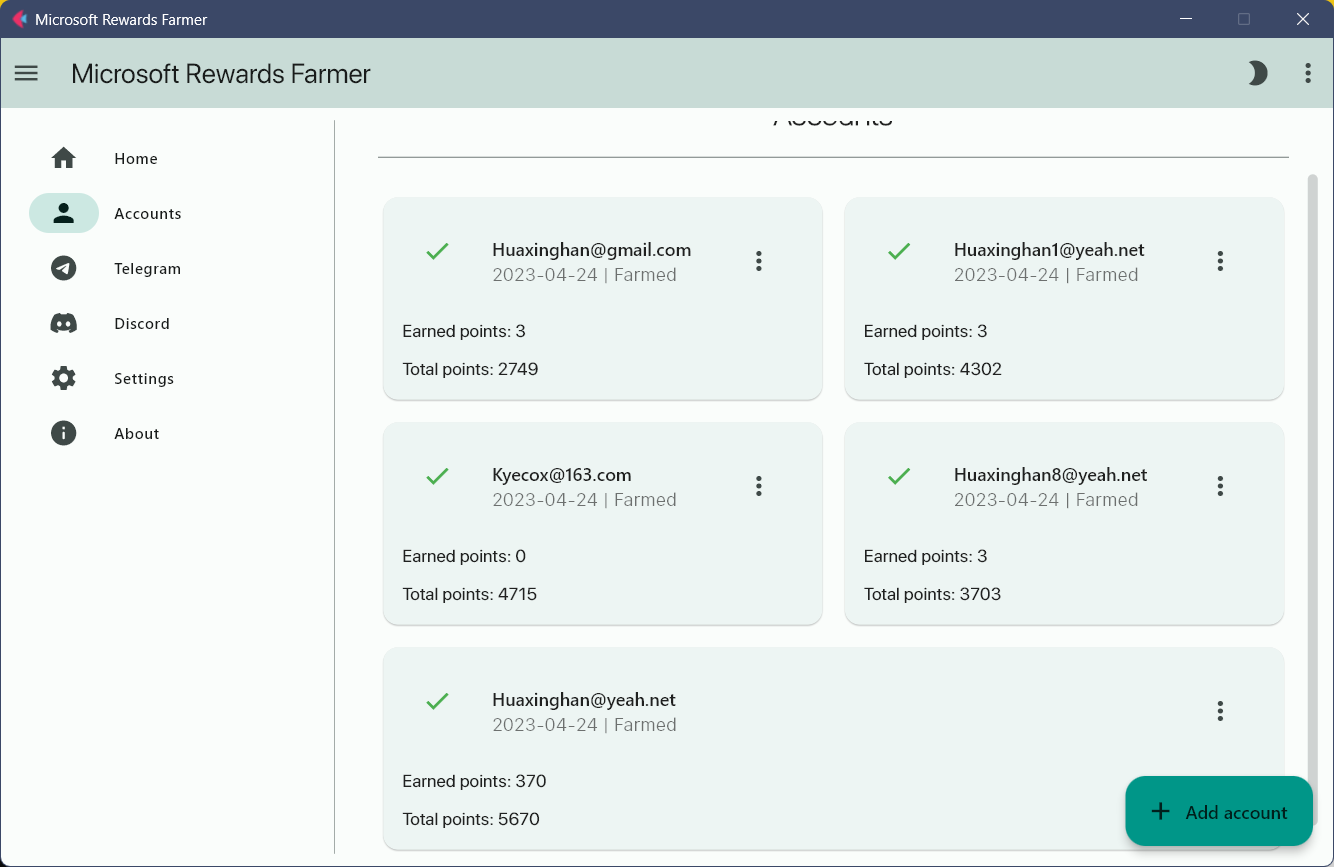 Microsoft Rewards Farmer
Microsoft Rewards Farmer
Home
Accounts
Telegram
Discord
Settings
About
Accounts
Huaxinghan@gmail.com
2023-04-24 | Farmed
Earned points: 3
Total points: 2749
Huaxinghan1@yeah.net
2023-04-24 | Farmed
Earned points: 3
Total points: 4302
Kyecox@163.com
2023-04-24 | Farmed
Earned points: 0
Total points: 4715
Huaxinghan8@yeah.net
2023-04-24 | Farmed
Earned points: 3
Total points: 3703
Huaxinghan@yeah.net
2023-04-24 | Farmed
Earned points: 370
Total points: 5670
Add account